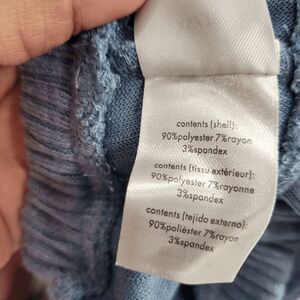 contents (shell):
90%polyester 7%rayon
3%spandex
contents (tissu extérieur):
90%polyester 7%rayonne
3%spandex
contents (tejido externo):
90%poliéster 7%rayon
3%spandex